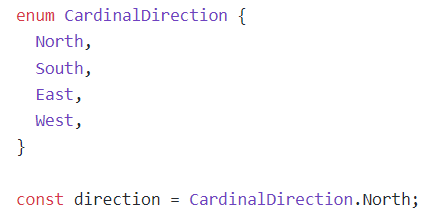 enum CardinalDirection {
  North,
  South,
  East,
  West,
}

const direction = CardinalDirection.North;